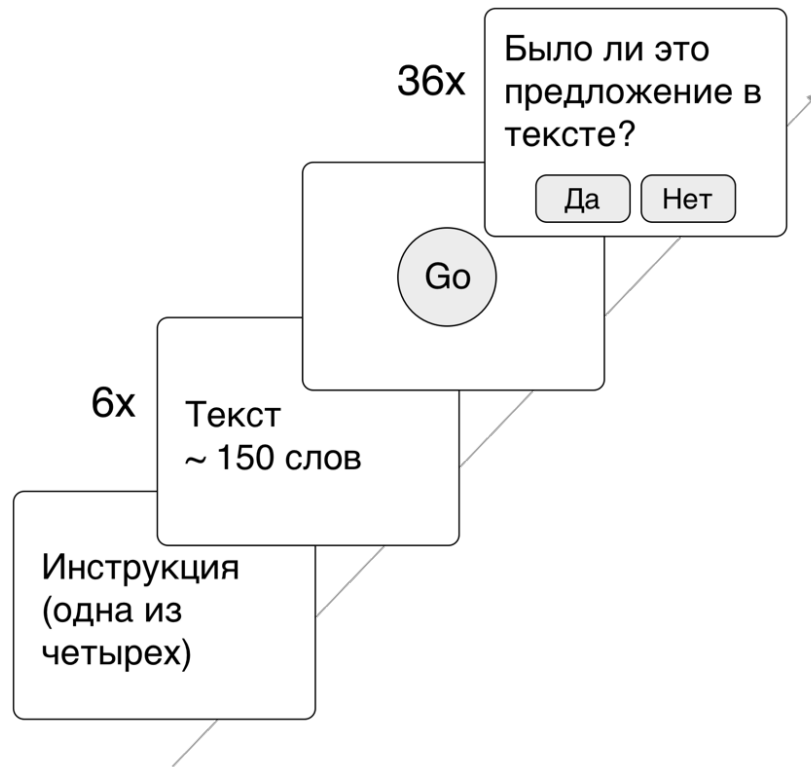 36x
Было ли это
предложение в
тексте?
Да
Нет
Go
6x
Текст
~ 150 слов
Инструкция
(одна из
четырех)